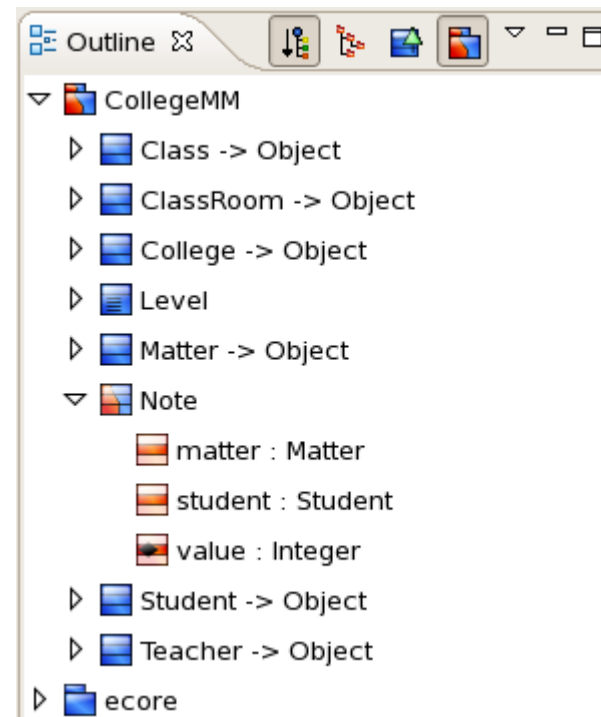 Outline
CollegeMM
Class -> Object
ClassRoom -> Object
College -> Object
Level
Matter -> Object
Note
matter : Matter
student : Student
value : Integer
Student -> Object
Teacher -> Object
ecore